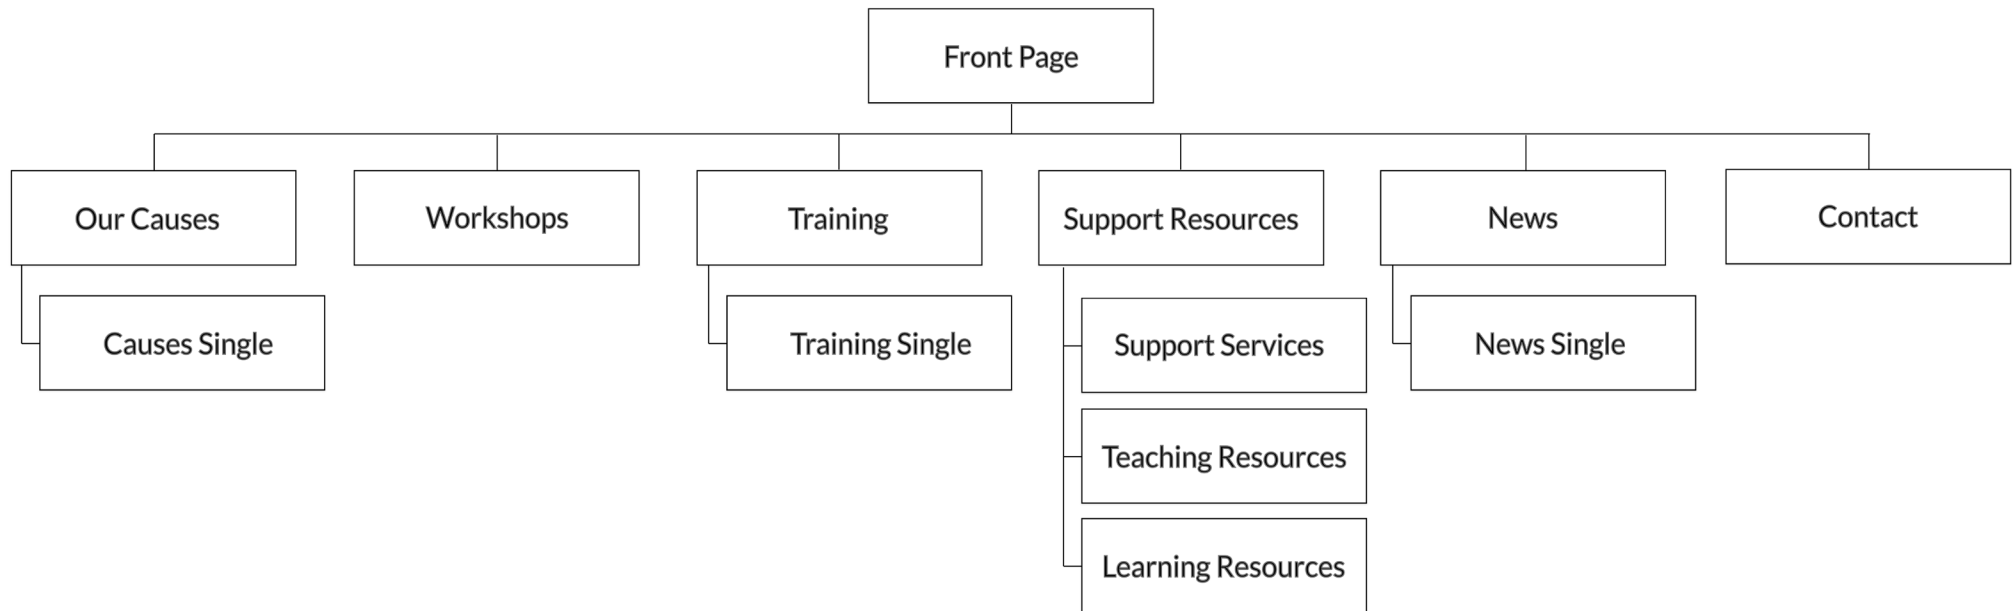 Front Page
Our Causes
Workshops
Training
Support Resources
News
Contact
Causes Single
Training Single
Support Services
News Single
Teaching Resources
Learning Resources